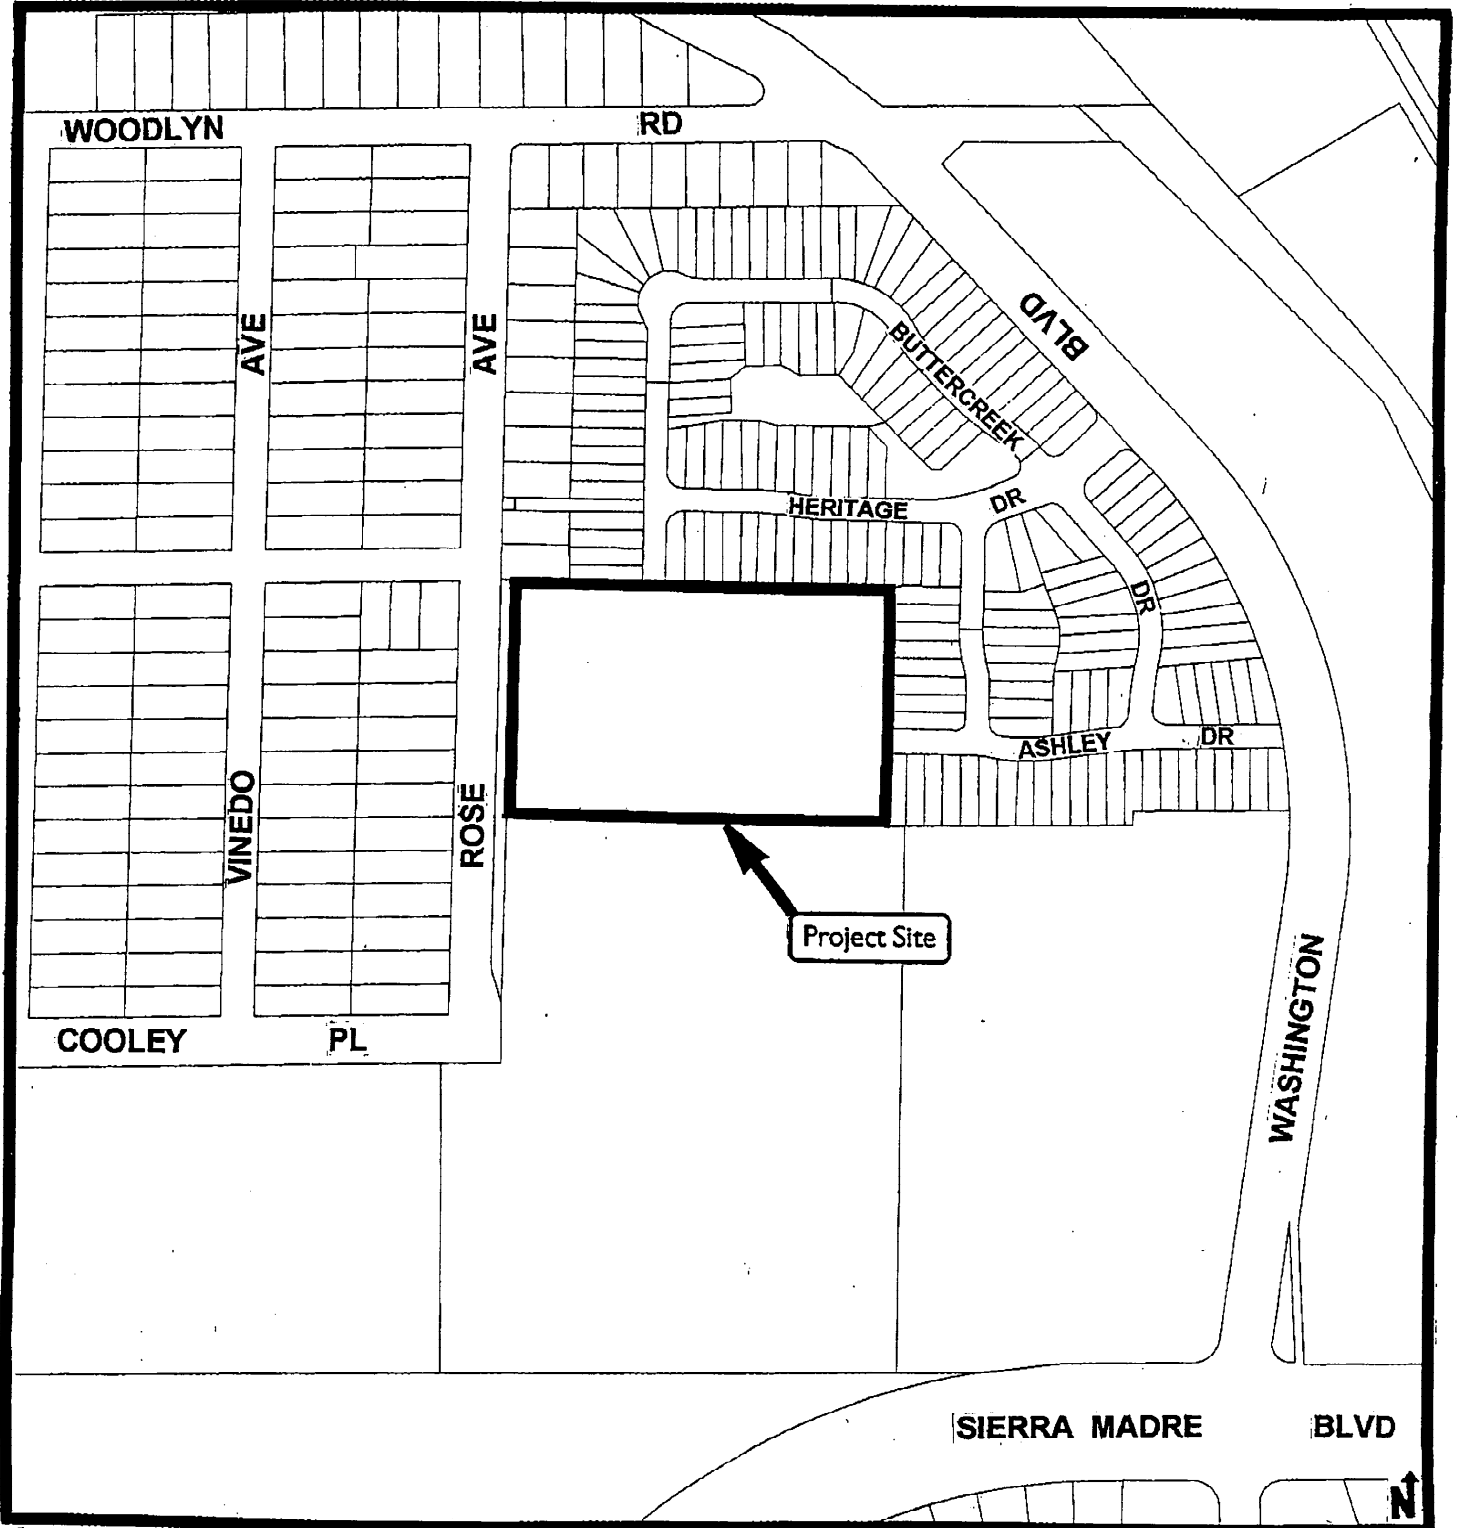 WOODLYN RD
AVE
AVE
BLVD
BUTTERCREEK
HERITAGE DR
DR
ASHLEY DR
VINEDO
ROSE
Project Site
WASHINGTON
COOLEY PL
SIERRA MADRE BLVD
N